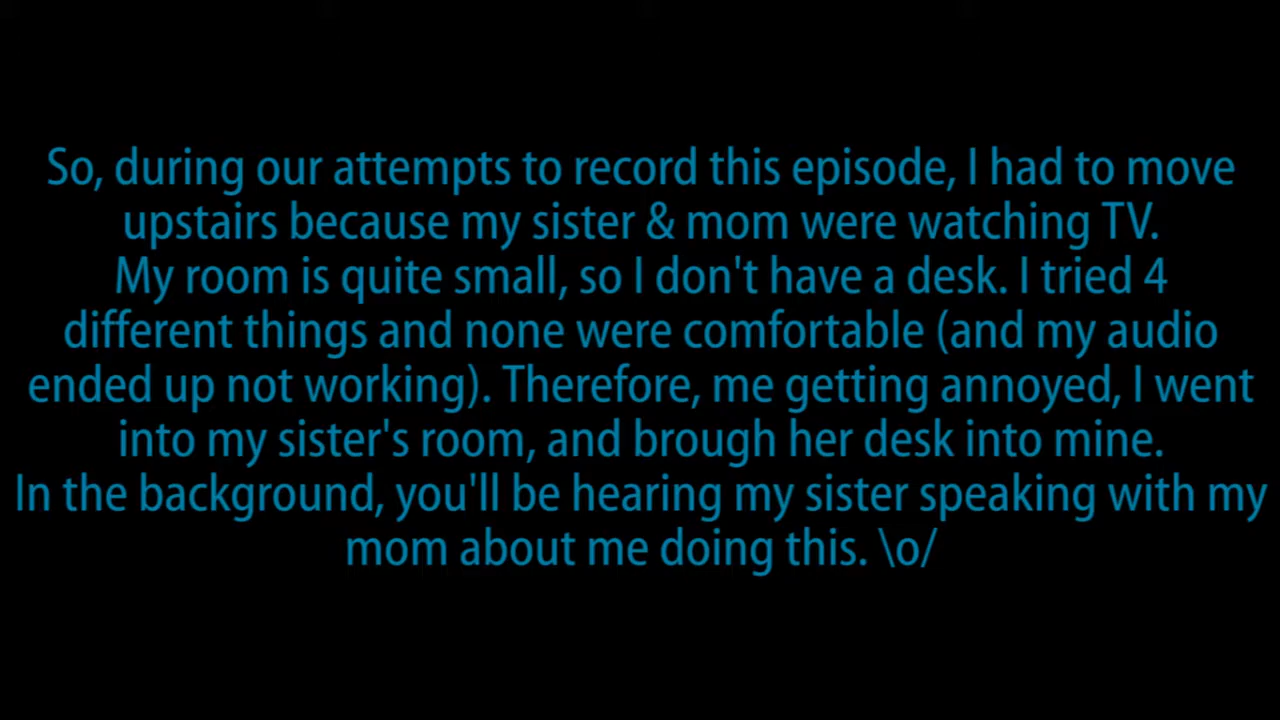 So, during our attempts to record this episode, I had to move
upstairs because my sister & mom were watching TV.
My room is quite small, so I don't have a desk. I tried 4
different things and none were comfortable (and my audio
ended up not working). Therefore, me getting annoyed, I went
into my sister's room, and brough her desk into mine.
In the background, you'll be hearing my sister speaking with my
mom about me doing this. \o/